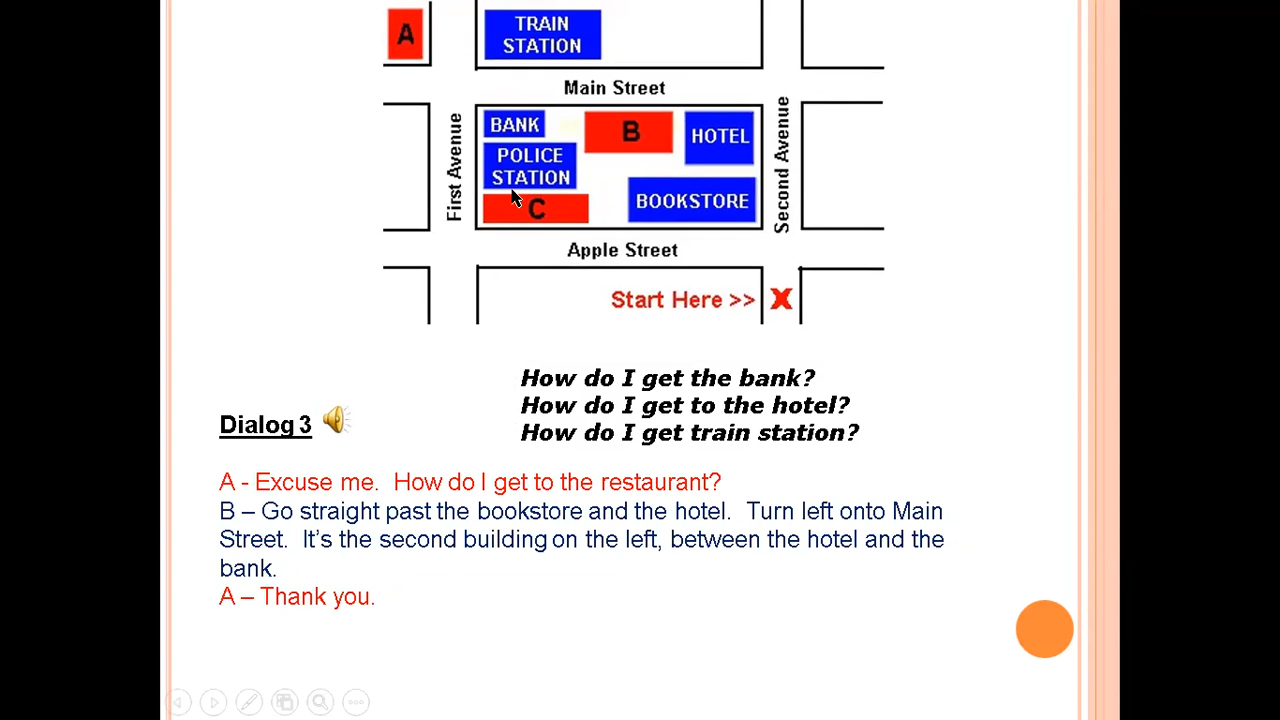 A
TRAIN
STATION
Main Street
First Avenue
BANK
POLICE
STATION
C
B
HOTEL
BOOKSTORE
Second Avenue
Apple Street
Start Here >> X
How do I get the bank?
How do I get to the hotel?
How do I get train station?
Dialog 3
A - Excuse me. How do I get to the restaurant?
B – Go straight past the bookstore and the hotel. Turn left onto Main
Street. It's the second building on the left, between the hotel and the
bank.
A – Thank you.